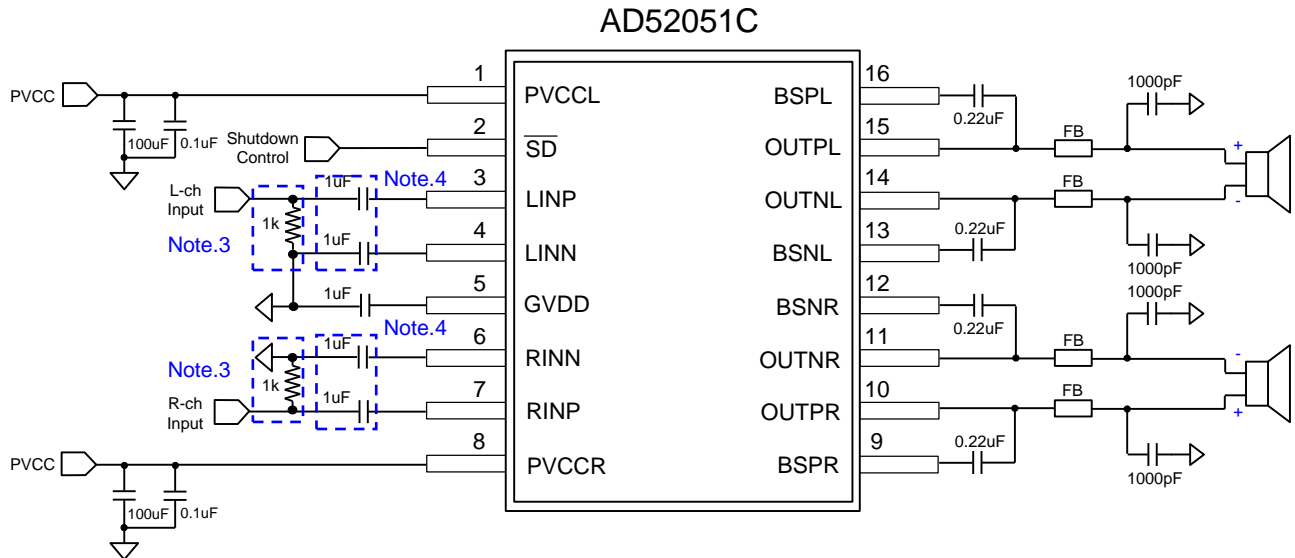 AD52051C
PVCC
100uF
0.1uF
1
PVCCL
Shutdown
Control
2
SD
L-ch
Input
1k
Note.3
1uF
Note.4
3
LINP
1uF
4
LINN
1uF
5
GVDD
Note.3
1k
1uF
Note.4
6
RINN
R-ch
Input
1uF
7
RINP
PVCC
100uF
0.1uF
8
PVCCR
16
BSPL
0.22uF
15
OUTPL
FB
1000pF
+
14
OUTNL
FB
-
13
BSNL
0.22uF
1000pF
12
BSNR
0.22uF
1000pF
11
OUTNR
FB
-
10
OUTPR
FB
+
9
BSPR
0.22uF
1000pF